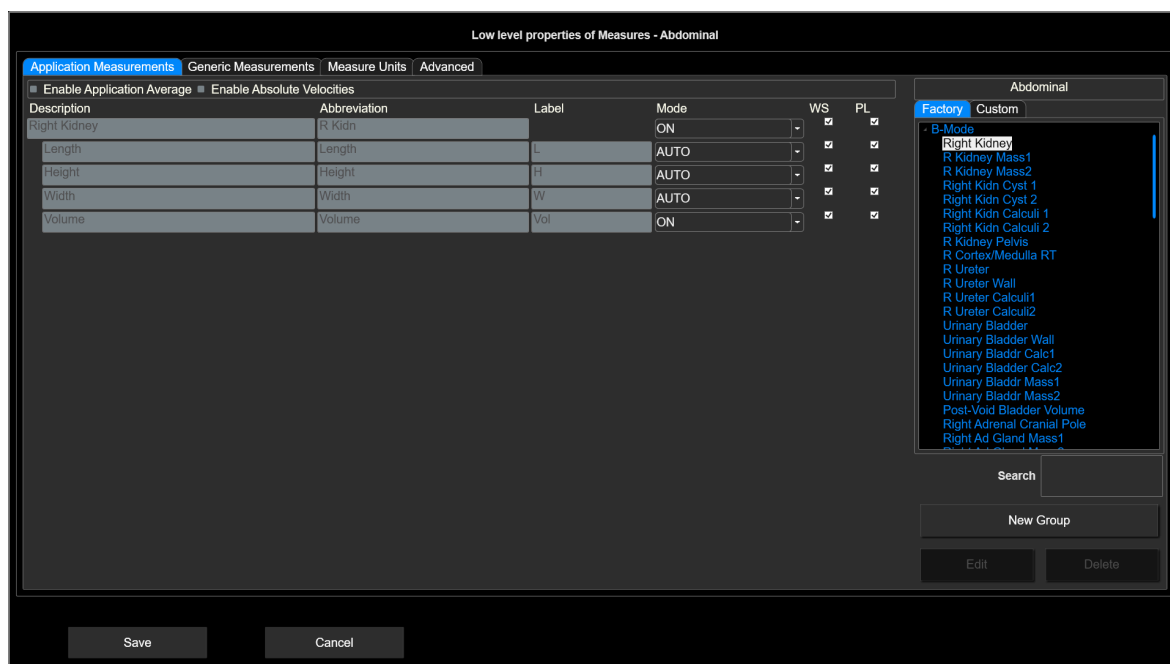 Low level properties of Measures - Abdominal
Application Measurements Generic Measurements Measure Units Advanced
Enable Application Average Enable Absolute Velocities
Description Abbreviation Label Mode WS PL
Right Kidney R Kidn ON
Length Length L AUTO
Height Height H AUTO
Width Width W AUTO
Volume Volume Vol ON
Abdominal
Factory Custom
B-Mode
Right Kidney
R Kidney Mass1
R Kidney Mass2
Right Kidn Cyst 1
Right Kidn Cyst 2
Right Kidn Calculi 1
Right Kidn Calculi 2
R Kidney Pelvis
R Cortex/Medulla RT
R Ureter
R Ureter Wall
R Ureter Calculi1
R Ureter Calculi2
Urinary Bladder
Urinary Bladder Wall
Urinary Bladdr Calc1
Urinary Bladder Calc2
Urinary Bladdr Mass1
Urinary Bladdr Mass2
Post-Void Bladder Volume
Right Adrenal Cranial Pole
Right Ad Gland Mass1
Search
New Group
Edit Delete
Save Cancel